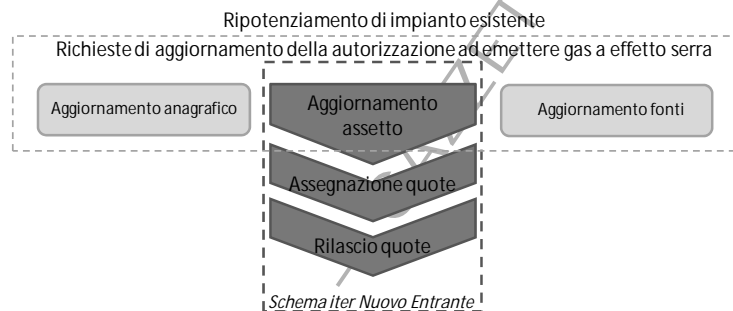 Ripotenziamento di impianto esistente
Richieste di aggiornamento della autorizzazione ad emettere gas a effetto serra
Aggiornamento anagrafico
Aggiornamento
assetto
Aggiornamento fonti
Assegnazione quote
Rilascio quote
Schema iter Nuovo Entrante